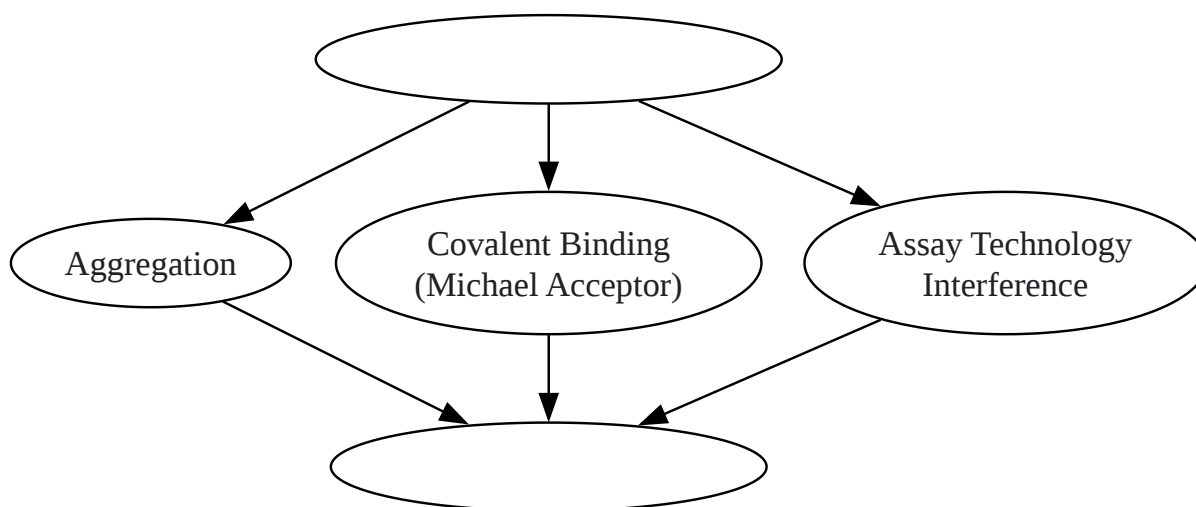 Aggregation
Covalent Binding
(Michael Acceptor)
Assay Technology
Interference